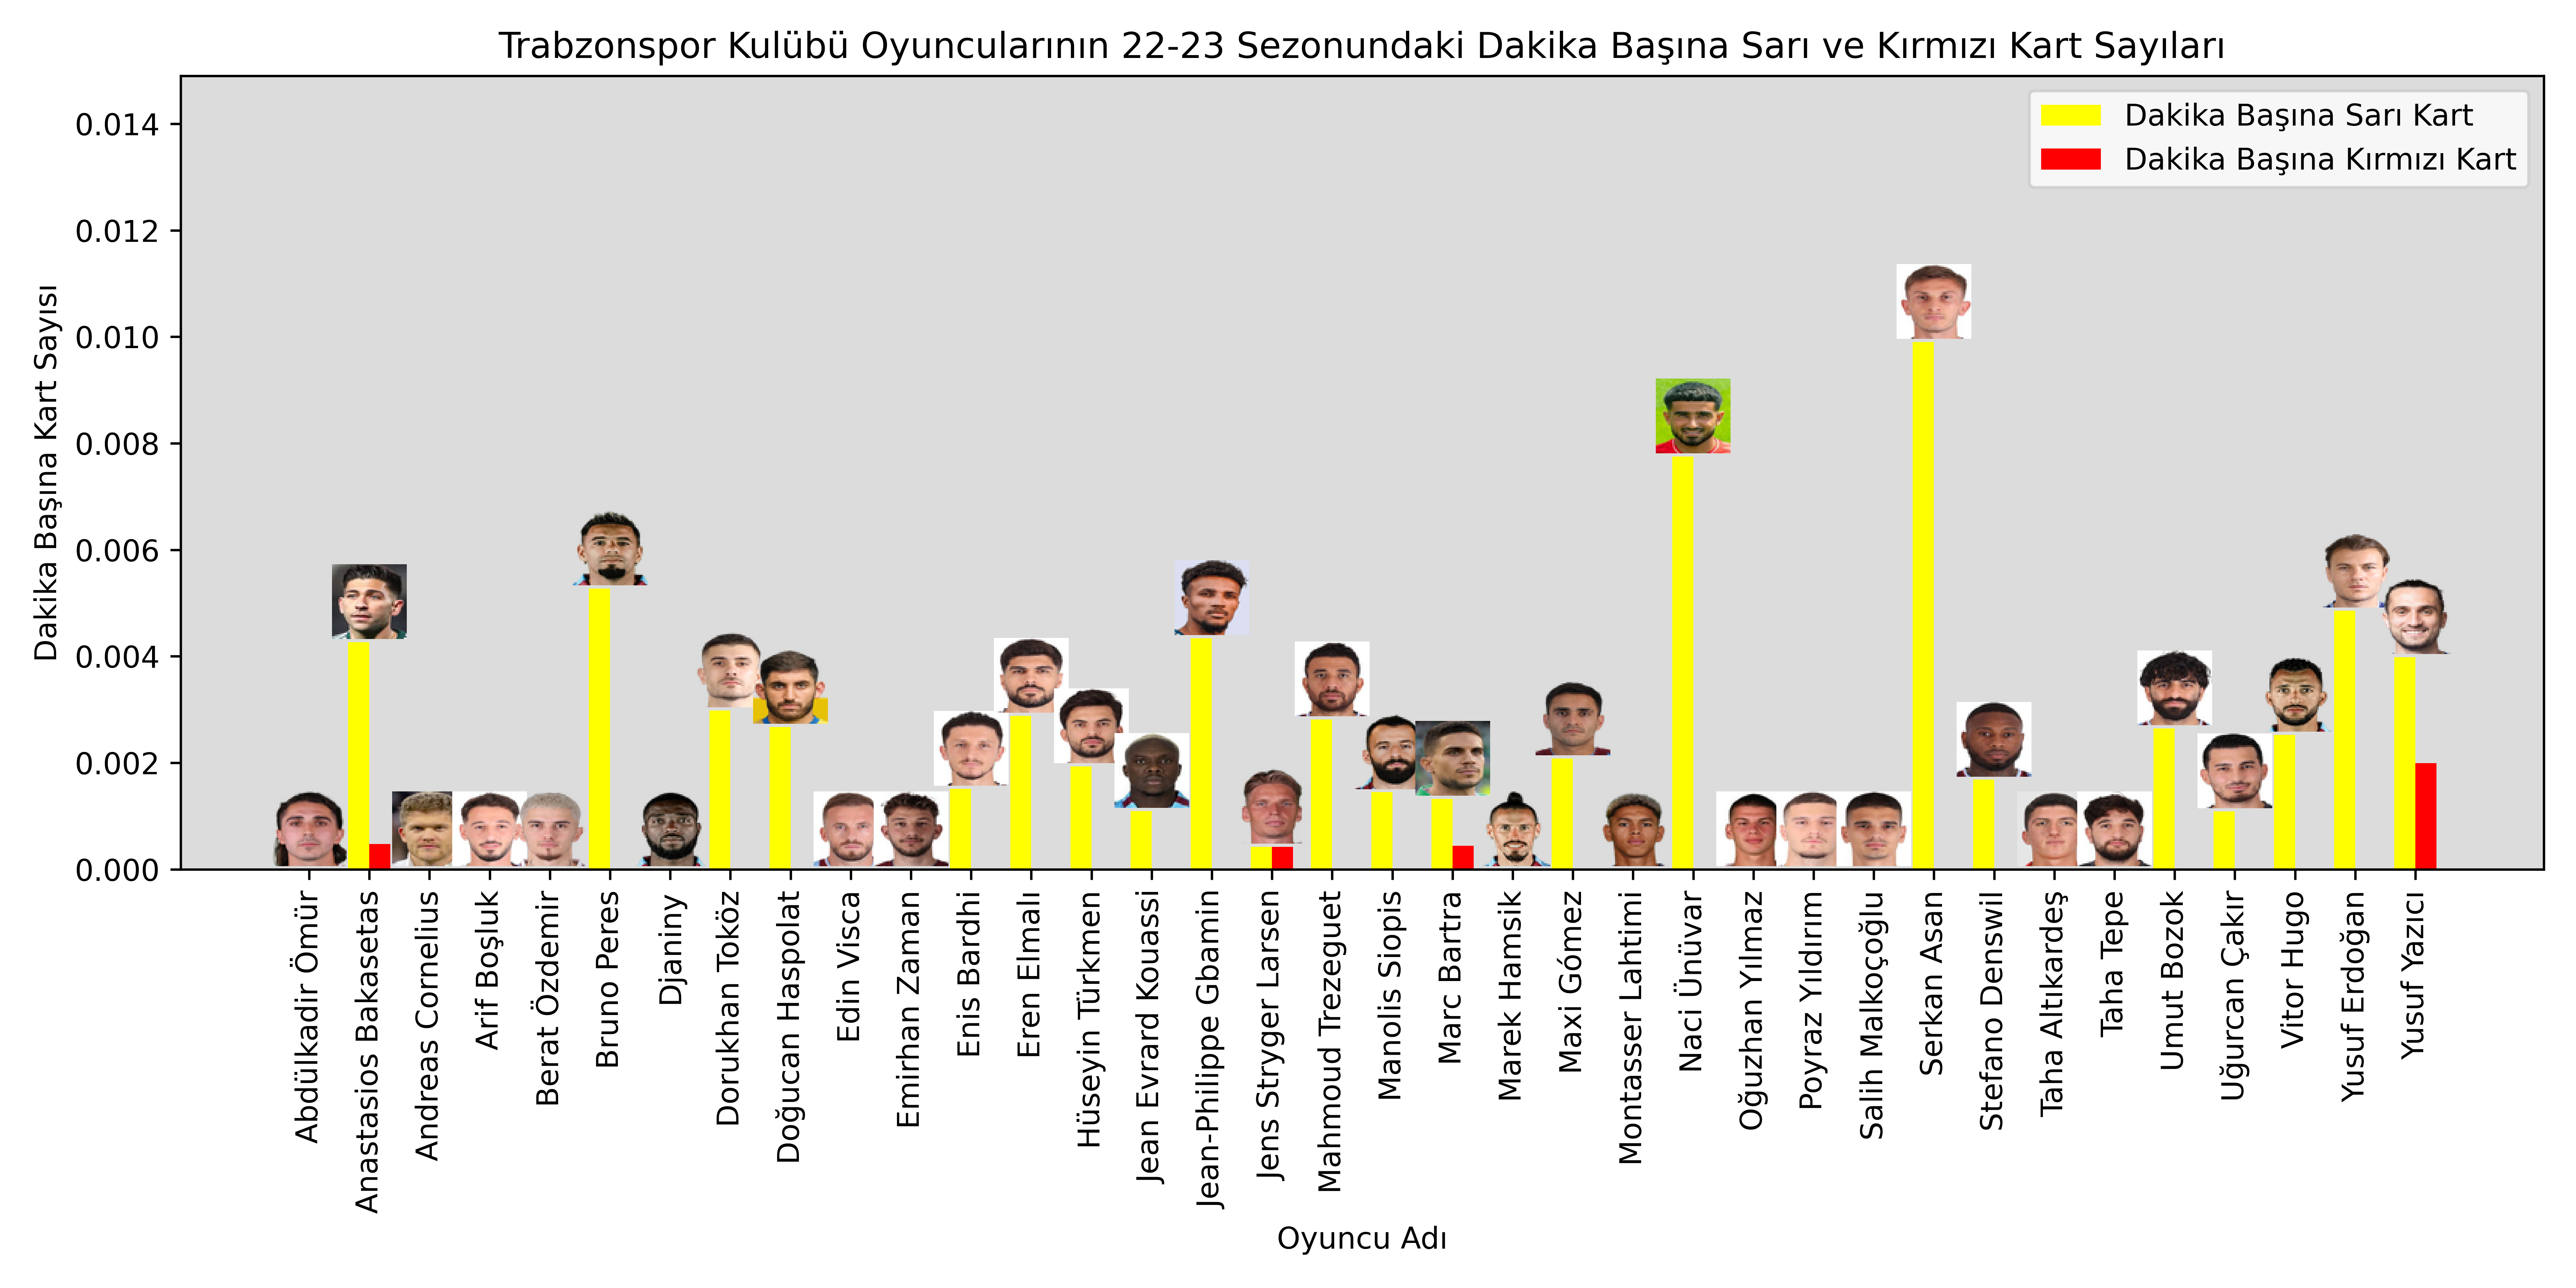 Trabzonspor Kulübü Oyuncularının 22-23 Sezonundaki Dakika Başına Sarı ve Kırmızı Kart Sayıları
Dakika Başına Sarı Kart
Dakika Başına Kırmızı Kart
Dakika Başına Kart Sayısı
0.014
0.012
0.010
0.008
0.006
0.004
0.002
0.000
Abdülkadir Ömür
Anastasios Bakasetas
Andreas Cornelius
Arif Boşluk
Berat Özdemir
Bruno Peres
Djaniny
Dorukhan Toköz
Doğucan Haspolat
Edin Visca
Emirhan Zaman
Enis Bardhi
Eren Elmalı
Hüseyin Türkmen
Jean Evrard Kouassi
Jean-Philippe Gbamin
Jens Stryger Larsen
Mahmoud Trezeguet
Manolis Siopis
Marc Bartra
Marek Hamsik
Maxi Gómez
Montasser Lahtimi
Naci Ünüvar
Oğuzhan Yılmaz
Poyraz Yıldırım
Salih Malkoçoğlu
Serkan Asan
Stefano Denswil
Taha Altıkardeş
Taha Tepe
Umut Bozok
Uğurcan Çakır
Vitor Hugo
Yusuf Erdoğan
Yusuf Yazıcı
Oyuncu Adı